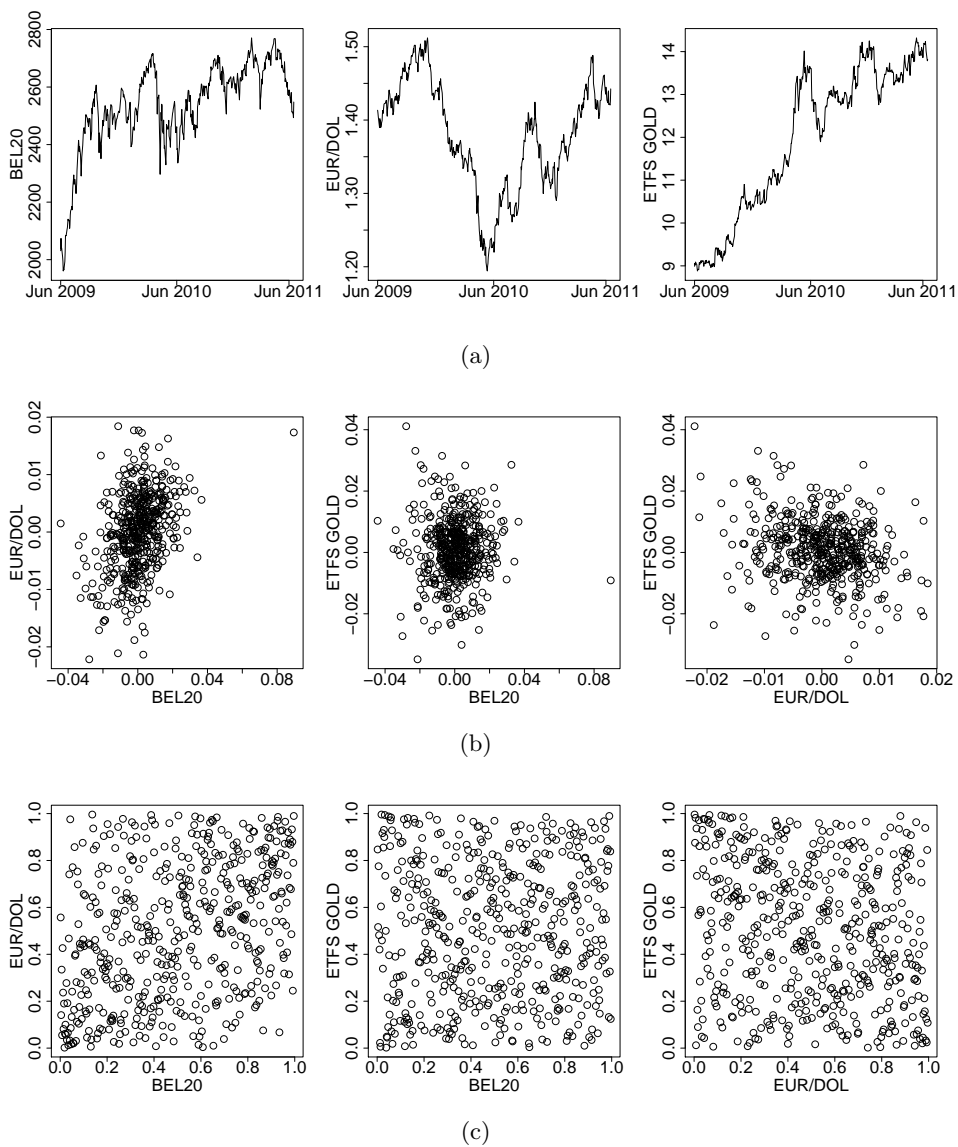 BEL20
2000 2200 2400 2600 2800
Jun 2009 Jun 2010 Jun 2011
EUR/DOL
1.20 1.30 1.40 1.50
Jun 2009 Jun 2010 Jun 2011
ETFS GOLD
9 10 11 12 13 14
Jun 2009 Jun 2010 Jun 2011
(a)
EUR/DOL
−0.02 −0.01 0.00 0.01 0.02
−0.04 0.00 0.04 0.08
BEL20
ETFS GOLD
−0.02 0.00 0.02 0.04
−0.04 0.00 0.04 0.08
BEL20
ETFS GOLD
−0.02 0.00 0.02 0.04
−0.02 −0.01 0.00 0.01 0.02
EUR/DOL
(b)
EUR/DOL
0.0 0.2 0.4 0.6 0.8 1.0
0.0 0.2 0.4 0.6 0.8 1.0
BEL20
ETFS GOLD
0.0 0.2 0.4 0.6 0.8 1.0
0.0 0.2 0.4 0.6 0.8 1.0
BEL20
ETFS GOLD
0.0 0.2 0.4 0.6 0.8 1.0
0.0 0.2 0.4 0.6 0.8 1.0
EUR/DOL
(c)